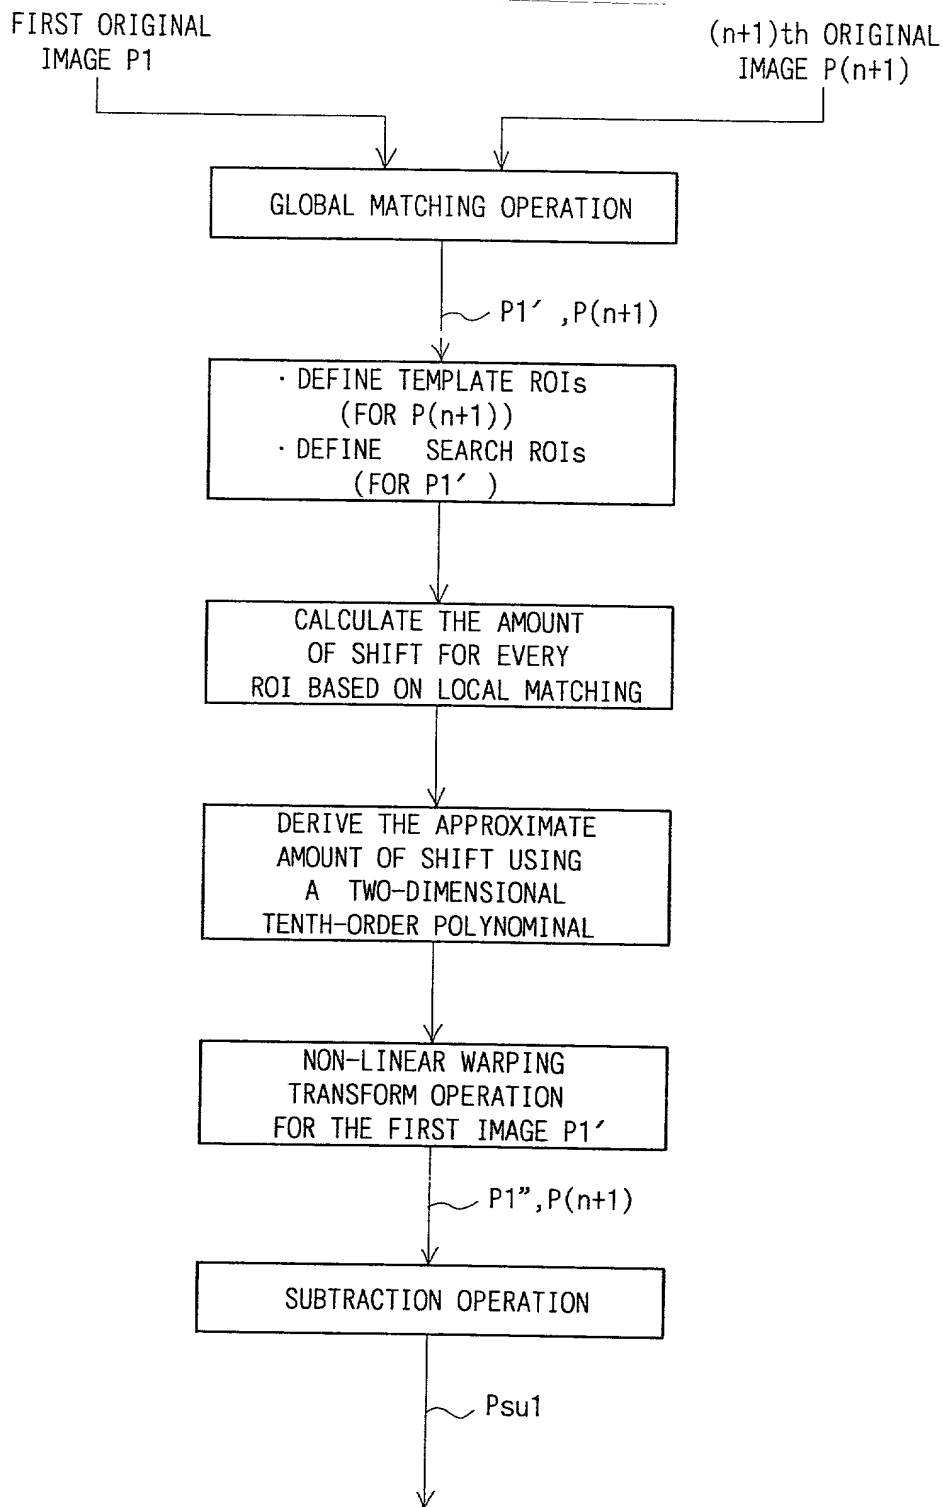 FIRST ORIGINAL
IMAGE P1
(n+1)th ORIGINAL
IMAGE P(n+1)
GLOBAL MATCHING OPERATION
P1′ ,P(n+1)
· DEFINE TEMPLATE ROIs
(FOR P(n+1))
· DEFINE SEARCH ROIs
(FOR P1′ )
CALCULATE THE AMOUNT
OF SHIFT FOR EVERY
ROI BASED ON LOCAL MATCHING
DERIVE THE APPROXIMATE
AMOUNT OF SHIFT USING
A TWO-DIMENSIONAL
TENTH-ORDER POLYNOMINAL
NON-LINEAR WARPING
TRANSFORM OPERATION
FOR THE FIRST IMAGE P1′
P1”,P(n+1)
SUBTRACTION OPERATION
Psu1